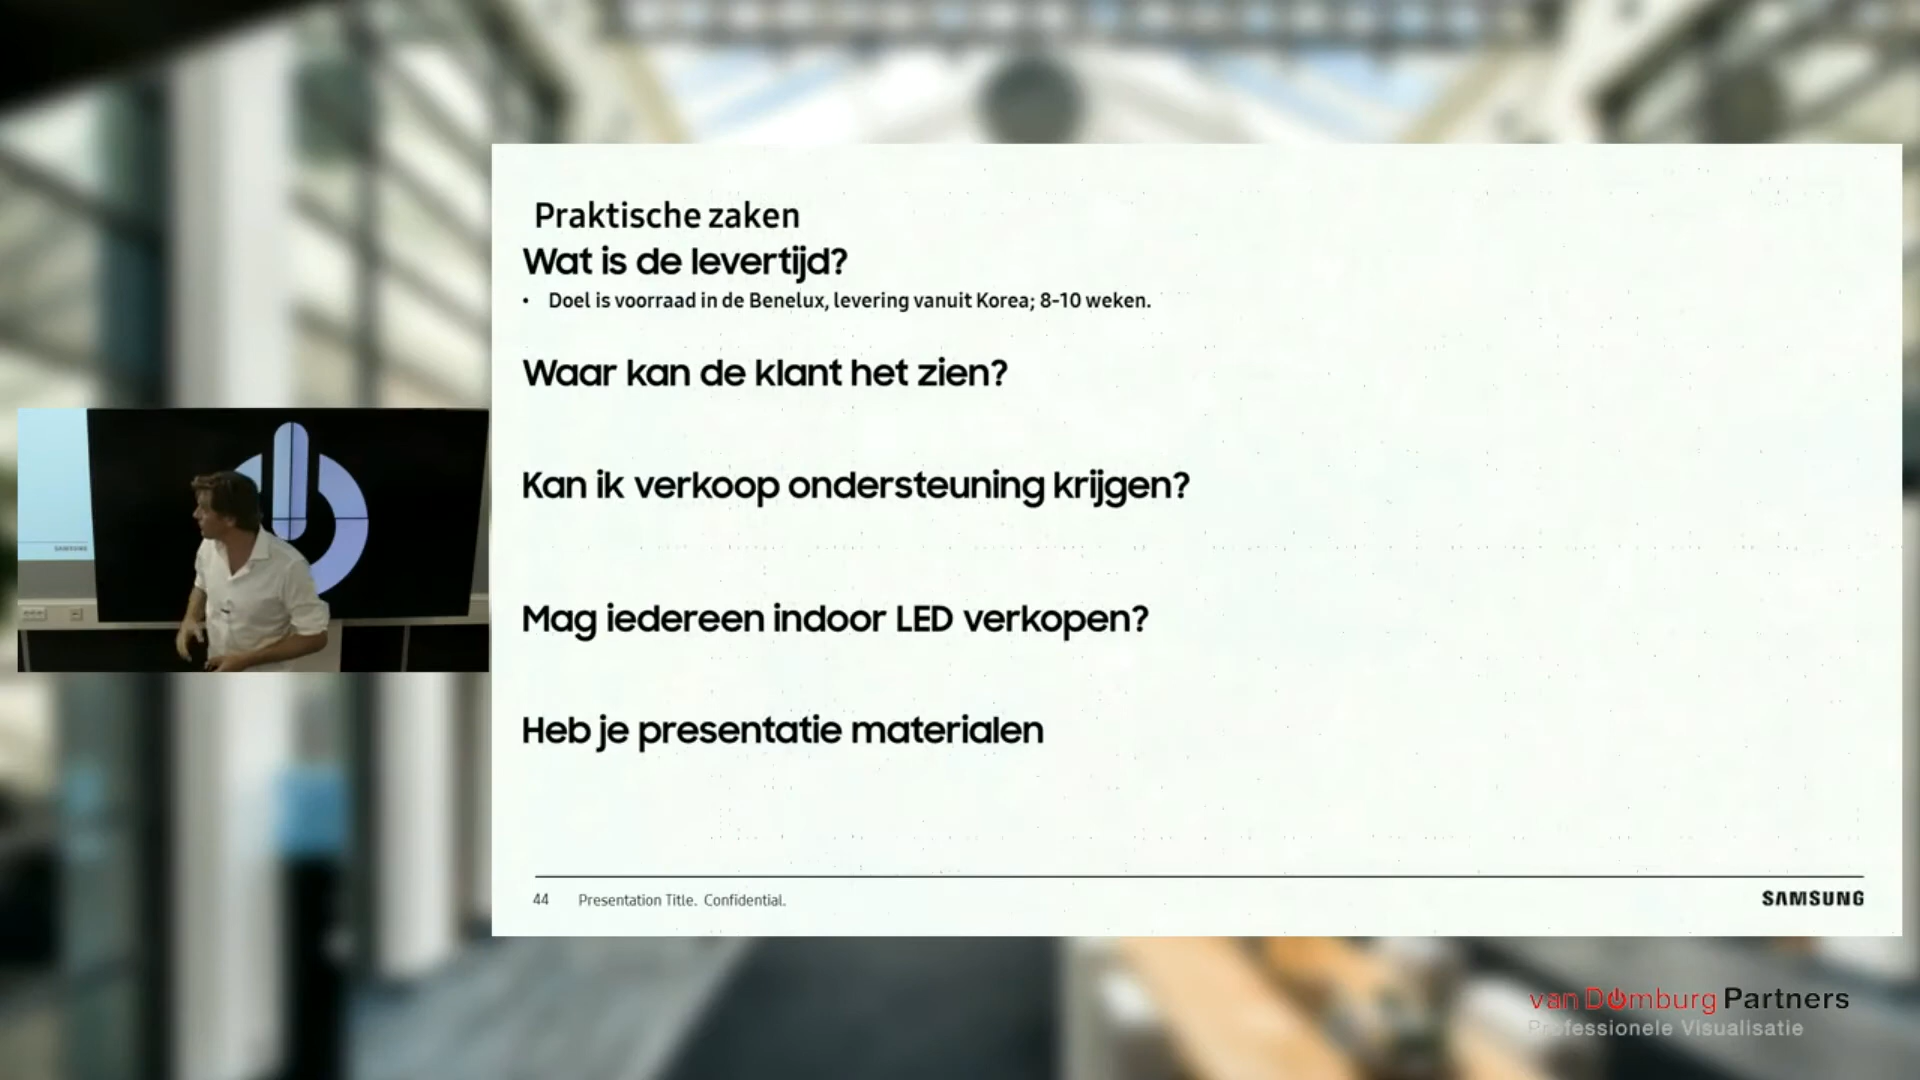 Praktische zaken
Wat is de levertijd?
• Doel is voorraad in de Benelux, levering vanuit Korea; 8-10 weken.
Waar kan de klant het zien?
Kan ik verkoop ondersteuning krijgen?
Mag iedereen indoor LED verkopen?
Heb je presentatie materialen
44 Presentation Title. Confidential.
SAMSUNG
SAMSUNG
van Domburg Partners
Professionele Visualisatie